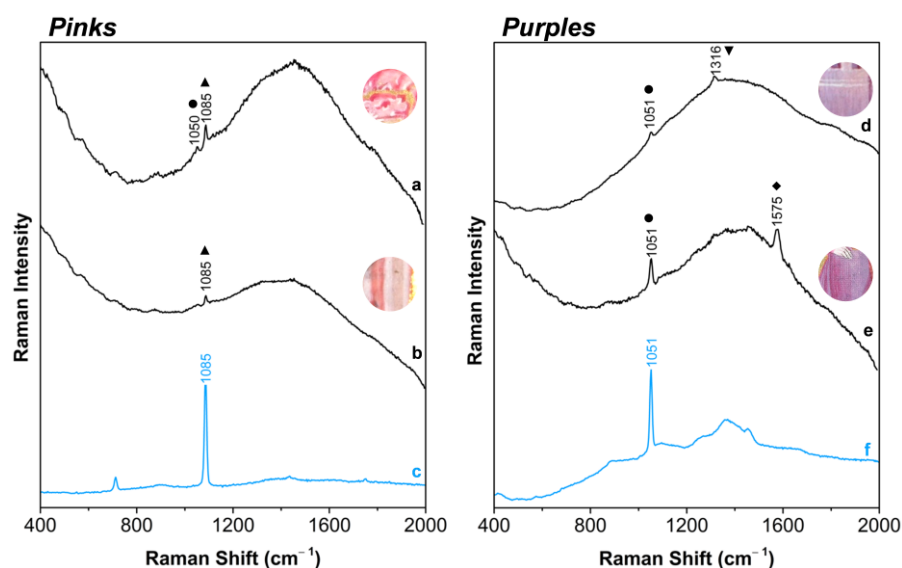 Pinks
Purples
● 1050
▲ 1085
a
▲ 1085
b
1085
c
Raman Intensity
400 800 1200 1600 2000
Raman Shift (cm⁻¹)
● 1051
1316 ▼
d
● 1051
◆ 1575
e
1051
f
Raman Intensity
400 800 1200 1600 2000
Raman Shift (cm⁻¹)